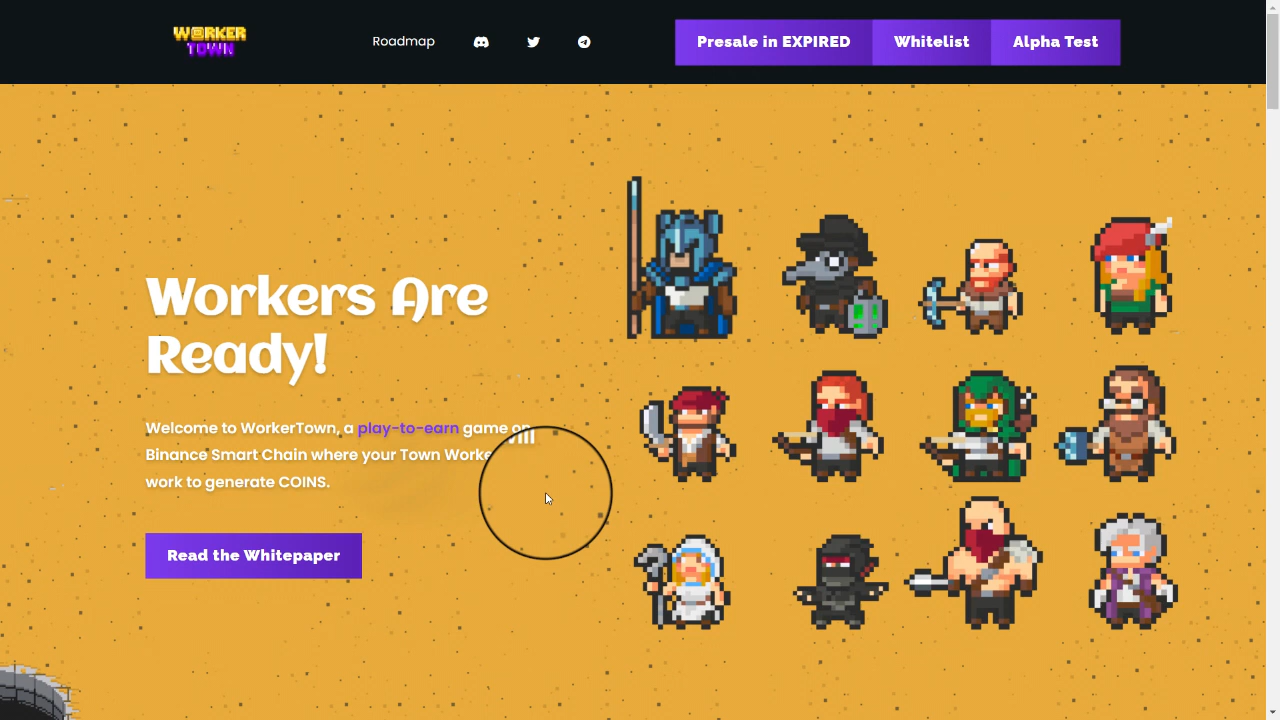 WORKER
TOWN
Roadmap
Presale in EXPIRED
Whitelist
Alpha Test
Workers Are
Ready!
Welcome to WorkerTown, a play-to-earn game on
Binance Smart Chain where your Town Worke
work to generate COINS.
Read the Whitepaper